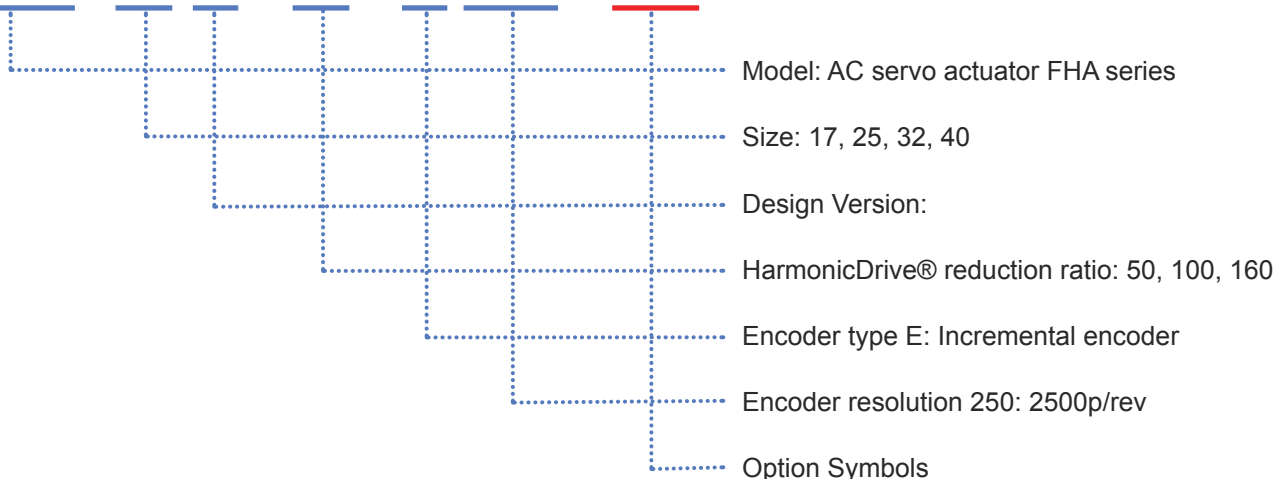 Model: AC servo actuator FHA series
Size: 17, 25, 32, 40
Design Version:
HarmonicDrive® reduction ratio: 50, 100, 160
Encoder type E: Incremental encoder
Encoder resolution 250: 2500p/rev
Option Symbols